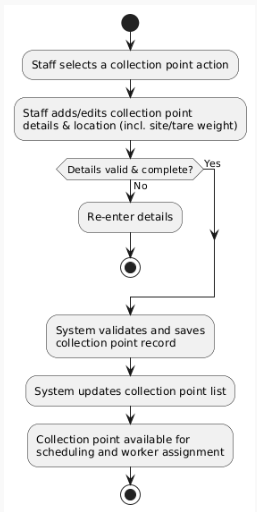 Staff selects a collection point action
Staff adds/edits collection point
details & location (incl. site/tare weight)
Details valid & complete?
Yes
No
Re-enter details
System validates and saves
collection point record
System updates collection point list
Collection point available for
scheduling and worker assignment